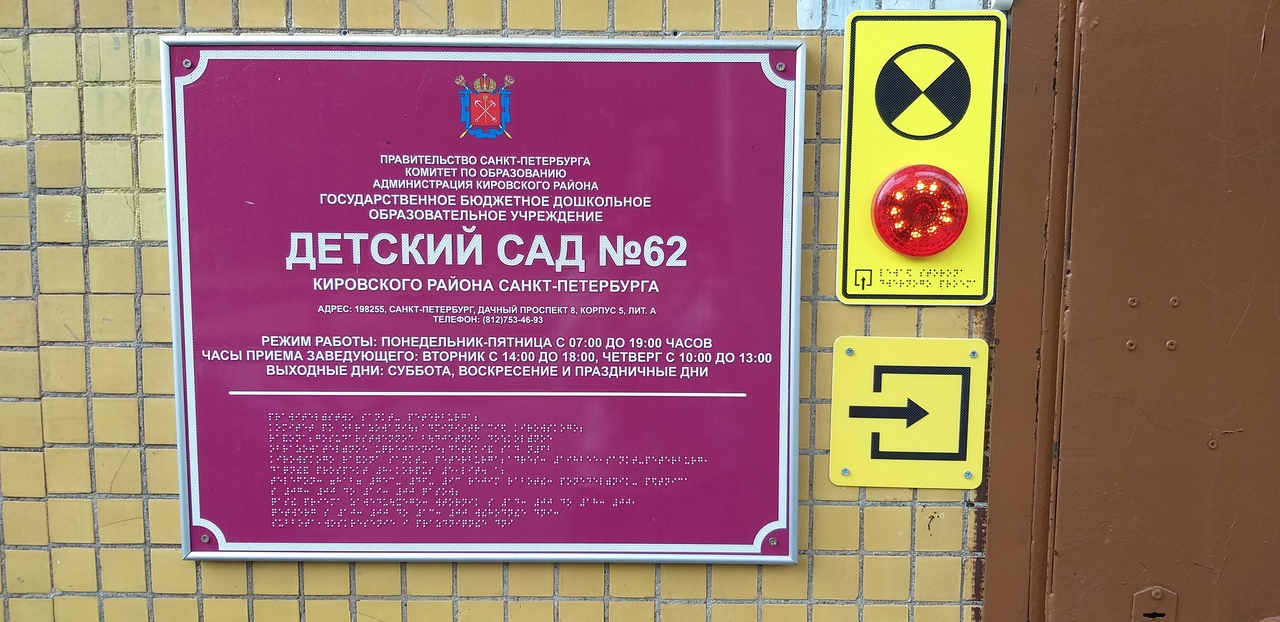 ПРАВИТЕЛЬСТВО САНКТ-ПЕТЕРБУРГА
КОМИТЕТ ПО ОБРАЗОВАНИЮ
АДМИНИСТРАЦИЯ КИРОВСКОГО РАЙОНА
ГОСУДАРСТВЕННОЕ БЮДЖЕТНОЕ ДОШКОЛЬНОЕ
ОБРАЗОВАТЕЛЬНОЕ УЧРЕЖДЕНИЕ
ДЕТСКИЙ САД №62
КИРОВСКОГО РАЙОНА САНКТ-ПЕТЕРБУРГА
АДРЕС: 198255, САНКТ-ПЕТЕРБУРГ, ДАЧНЫЙ ПРОСПЕКТ 8, КОРПУС 5, ЛИТ. А
ТЕЛЕФОН: (812)753-46-93
РЕЖИМ РАБОТЫ: ПОНЕДЕЛЬНИК-ПЯТНИЦА С 07:00 ДО 19:00 ЧАСОВ
ЧАСЫ ПРИЕМА ЗАВЕДУЮЩЕГО: ВТОРНИК С 14:00 ДО 18:00, ЧЕТВЕРГ С 10:00 ДО 13:00
ВЫХОДНЫЕ ДНИ: СУББОТА, ВОСКРЕСЕНИЕ И ПРАЗДНИЧНЫЕ ДНИ